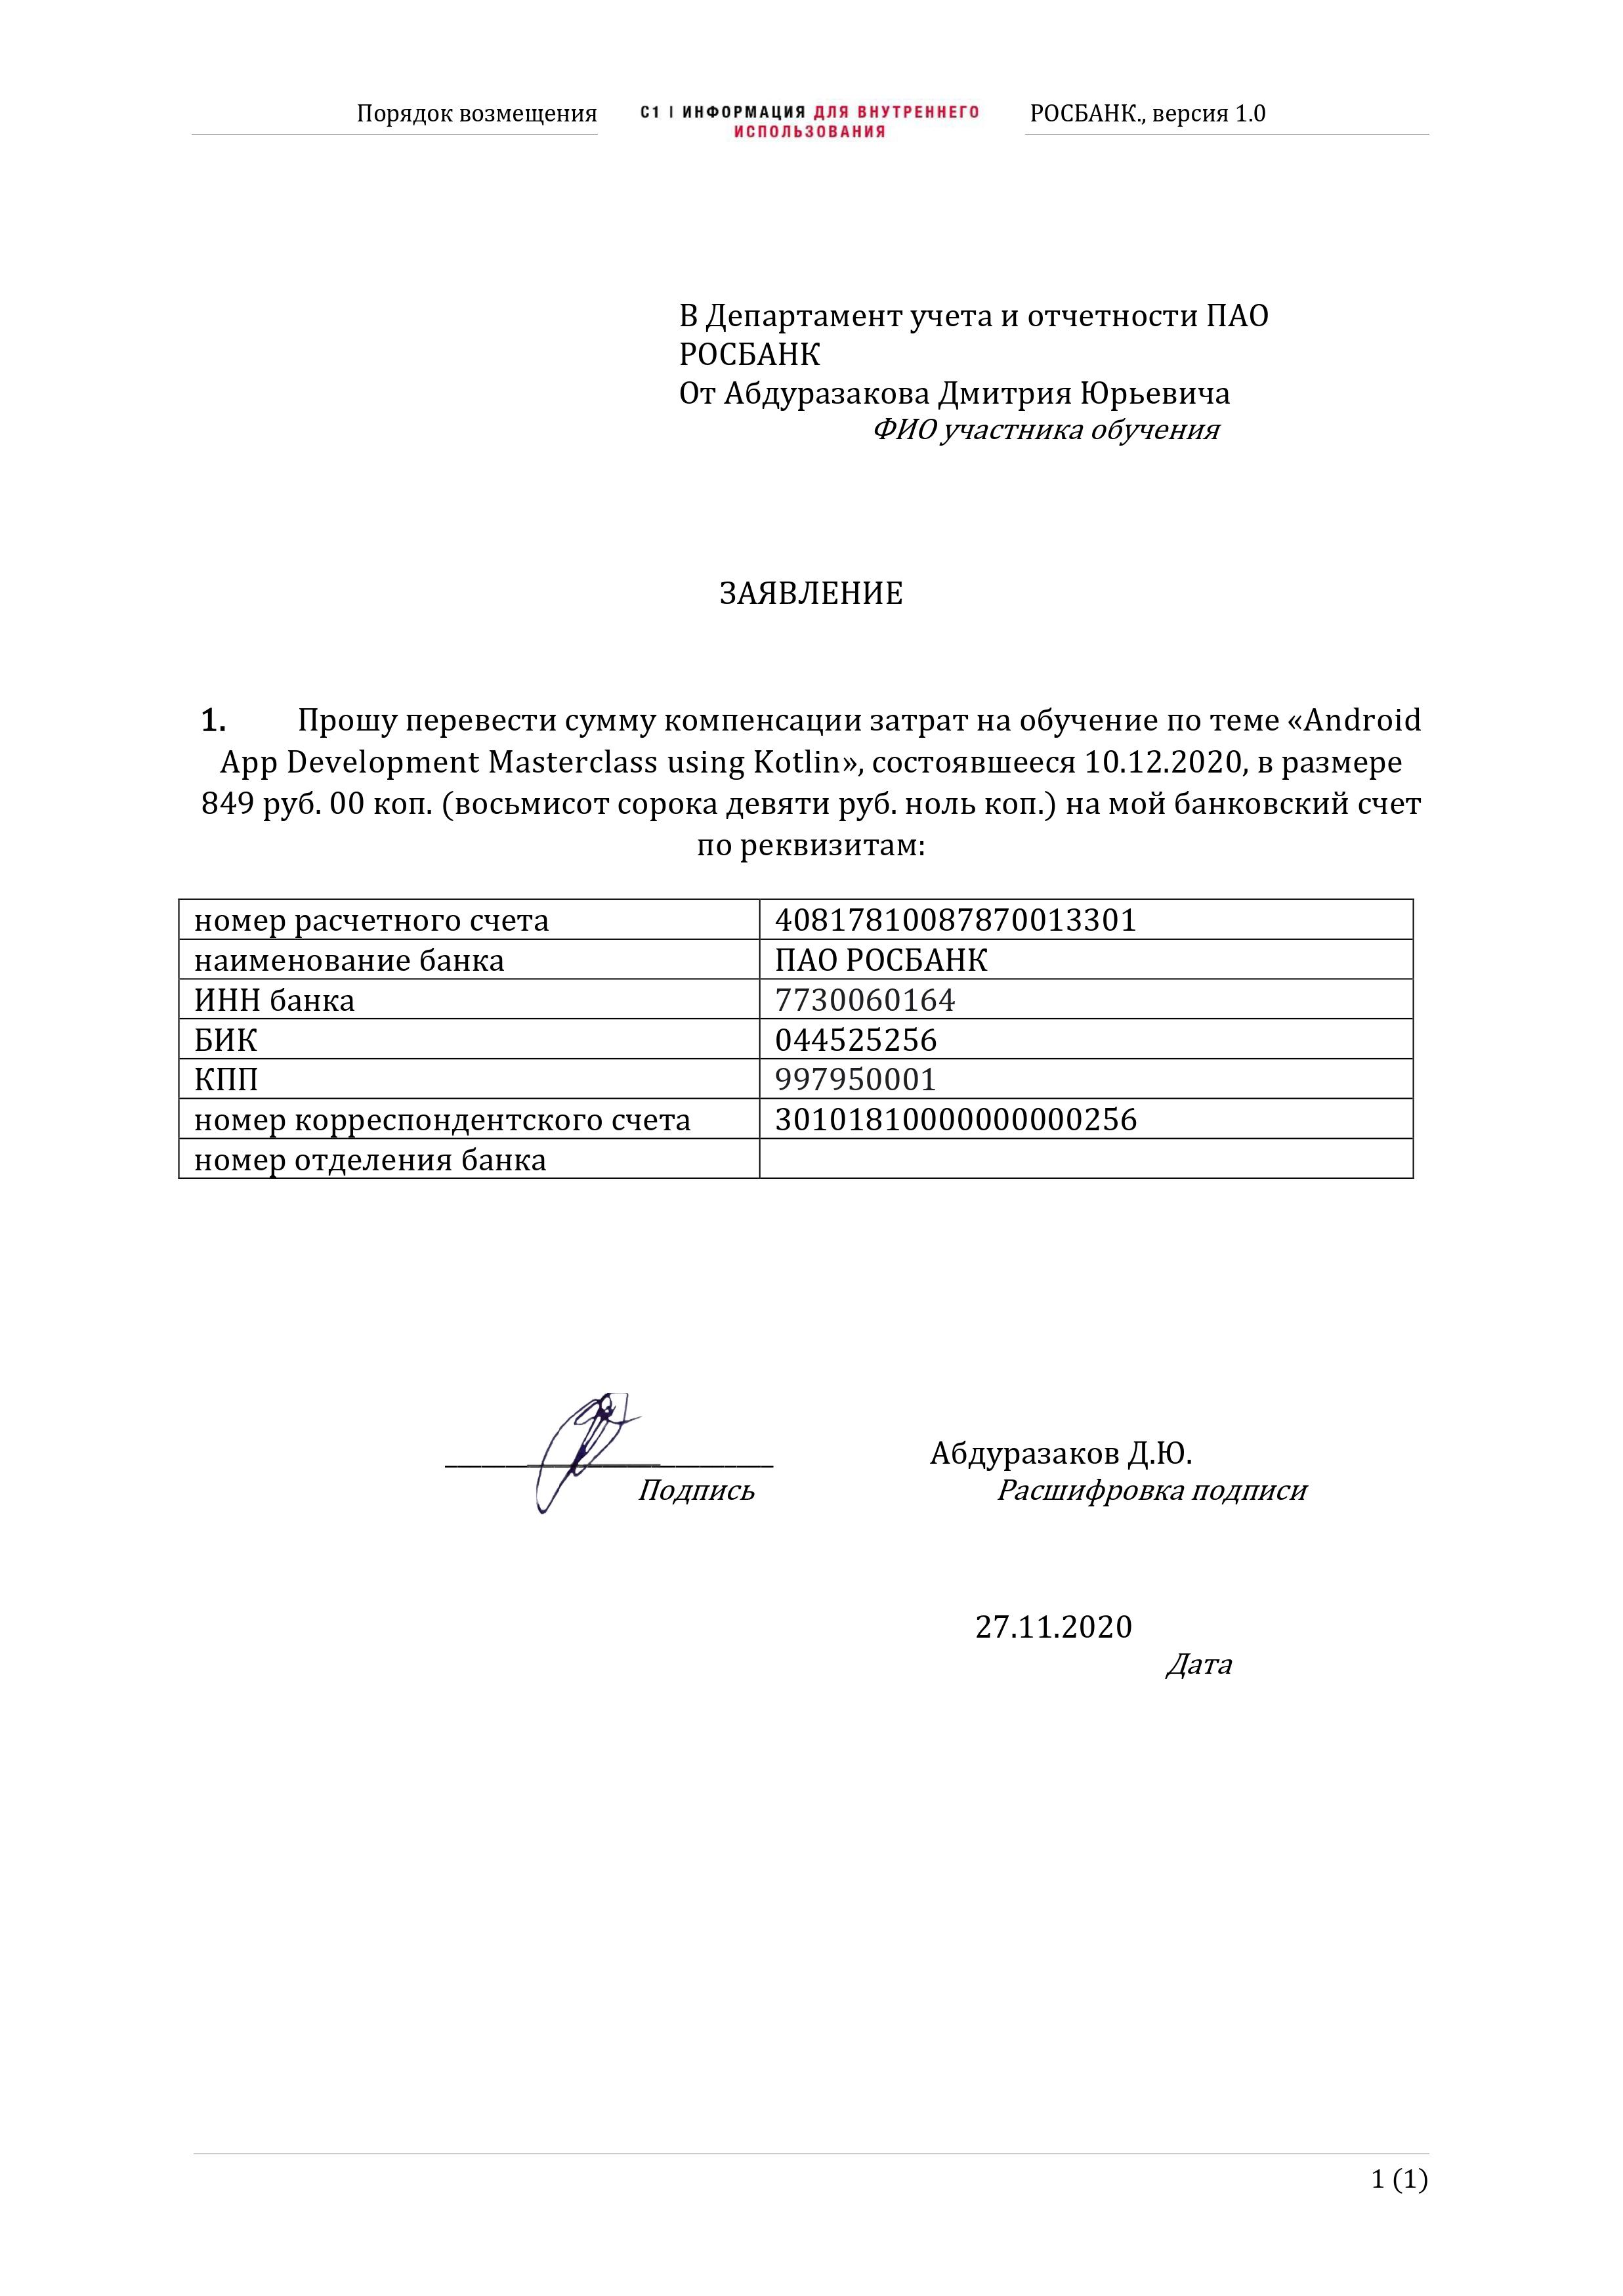 Порядок возмещения
C1 | ИНФОРМАЦИЯ ДЛЯ ВНУТРЕННЕГО
ИСПОЛЬЗОВАНИЯ
РОСБАНК., версия 1.0
В Департамент учета и отчетности ПАО
РОСБАНК
От Абдуразакова Дмитрия Юрьевича
ФИО участника обучения
ЗАЯВЛЕНИЕ
1. Прошу перевести сумму компенсации затрат на обучение по теме «Android
App Development Masterclass using Kotlin», состоявшееся 10.12.2020, в размере
849 руб. 00 коп. (восьмисот сорока девяти руб. ноль коп.) на мой банковский счет
по реквизитам:
номер расчетного счета 40817810087870013301
наименование банка ПАО РОСБАНК
ИНН банка 7730060164
БИК 044525256
КПП 997950001
номер корреспондентского счета 30101810000000000256
номер отделения банка
Абдуразаков Д.Ю.
Подпись Расшифровка подписи
27.11.2020
Дата
1 (1)